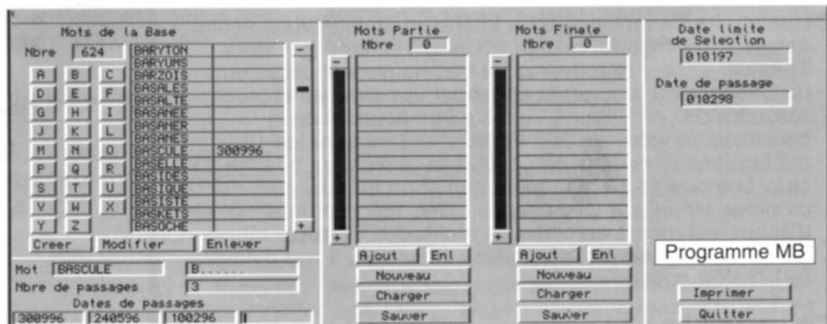 Mots de la Base
Nbre 624
A B C
D E F
G H I
J K L
M N O
P Q R
S T U
V W X
Y Z
BARYTON
BARYUMS
BARZOIS
BASALES
BASALTE
BASANEE
BASANER
BASANES
BASCULE 300996
BASELLE
BASIDES
BASIQUE
BASISTE
BASKETS
BASOCHE
-
+
Creer Modifier Enlever
Mot BASCULE B......
Nbre de passages 3
Dates de passages
300996 240596 100296
Mots Partie
Nbre 0
-
+
Ajout Enl
Nouveau
Charger
Sauver
Mots Finale
Nbre 0
-
+
Ajout Enl
Nouveau
Charger
Sauver
Date limite
de Selection
010197
Date de passage
010298
Programme MB
Imprimer
Quitter